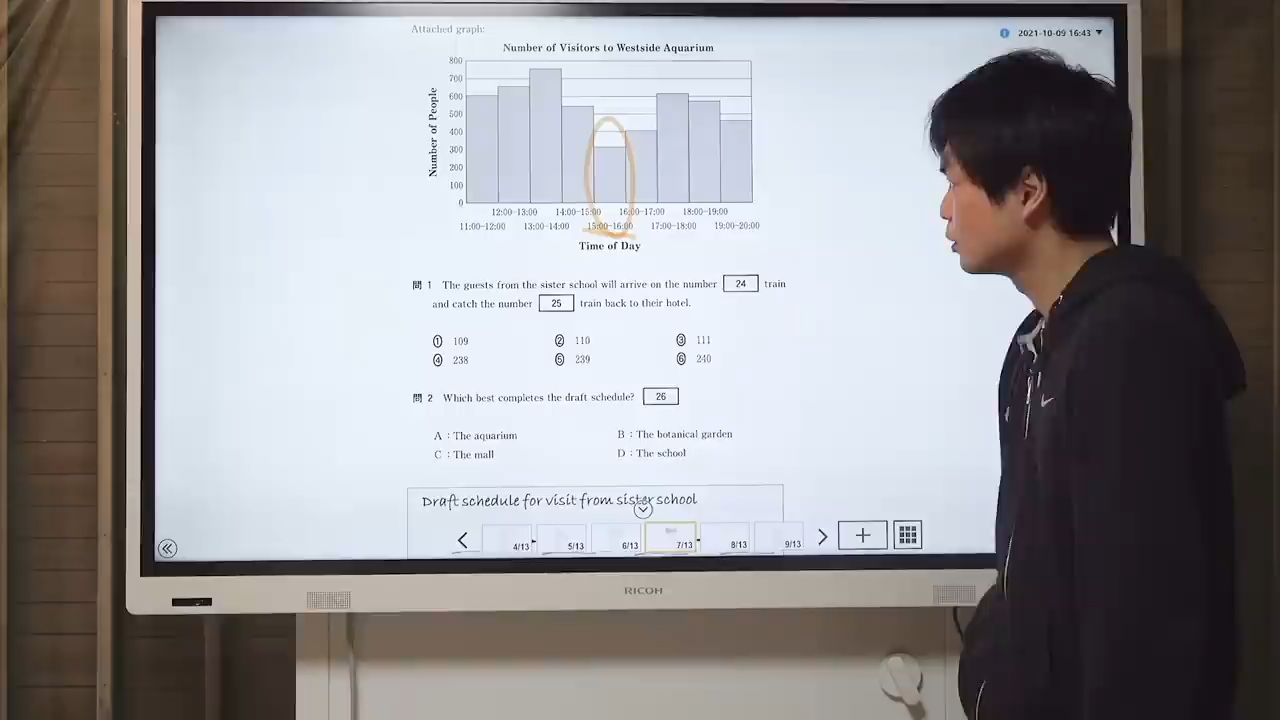 Attached graph:
2021-10-09 16:43
Number of Visitors to Westside Aquarium
800
700
600
500
400
300
200
100
0
Number of People
12:00-13:00 14:00-15:00 16:00-17:00 18:00-19:00
11:00-12:00 13:00-14:00 15:00-16:00 17:00-18:00 19:00-20:00
Time of Day
問 1 The guests from the sister school will arrive on the number 24 train
and catch the number 25 train back to their hotel.
① 109 ② 110 ③ 111
④ 238 ⑤ 239 ⑥ 240
問 2 Which best completes the draft schedule? 26
A : The aquarium B : The botanical garden
C : The mall D : The school
Draft schedule for visit from sister school
4/13 5/13 6/13 7/13 8/13 9/13
RICOH